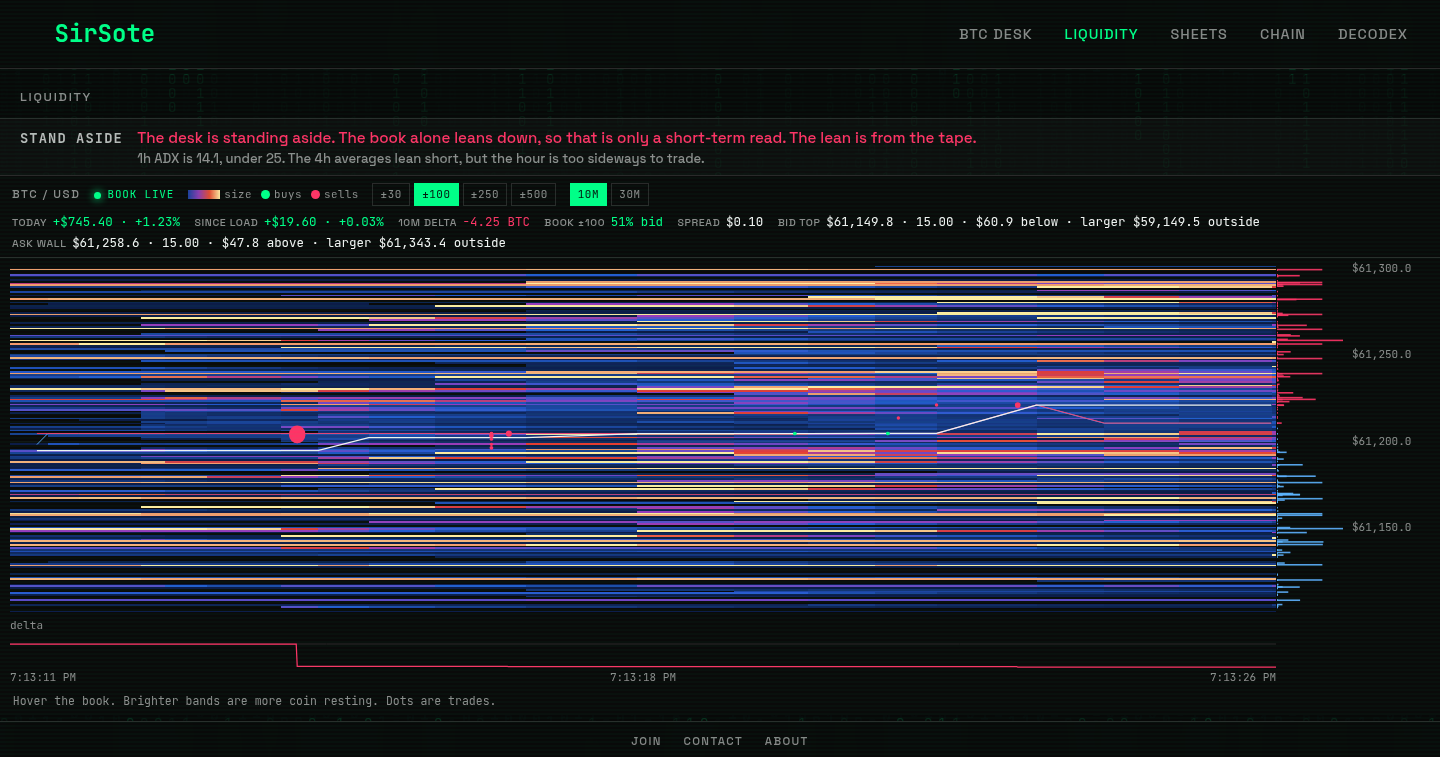 SirSote
BTC DESK LIQUIDITY SHEETS CHAIN DECODEX
LIQUIDITY
STAND ASIDE The desk is standing aside. The book alone leans down, so that is only a short-term read. The lean is from the tape.
1h ADX is 14.1, under 25. The 4h averages lean short, but the hour is too sideways to trade.
BTC / USD BOOK LIVE size buys sells ±30 ±100 ±250 ±500 10M 30M
TODAY +$745.40 · +1.23% SINCE LOAD +$19.60 · +0.03% 10M DELTA -4.25 BTC BOOK ±100 51% bid SPREAD $0.10 BID TOP $61,149.8 · 15.00 · $60.9 below · larger $59,149.5 outside
ASK WALL $61,258.6 · 15.00 · $47.8 above · larger $61,343.4 outside
$61,300.0
$61,250.0
$61,200.0
$61,150.0
delta
7:13:11 PM 7:13:18 PM 7:13:26 PM
Hover the book. Brighter bands are more coin resting. Dots are trades.
JOIN CONTACT ABOUT